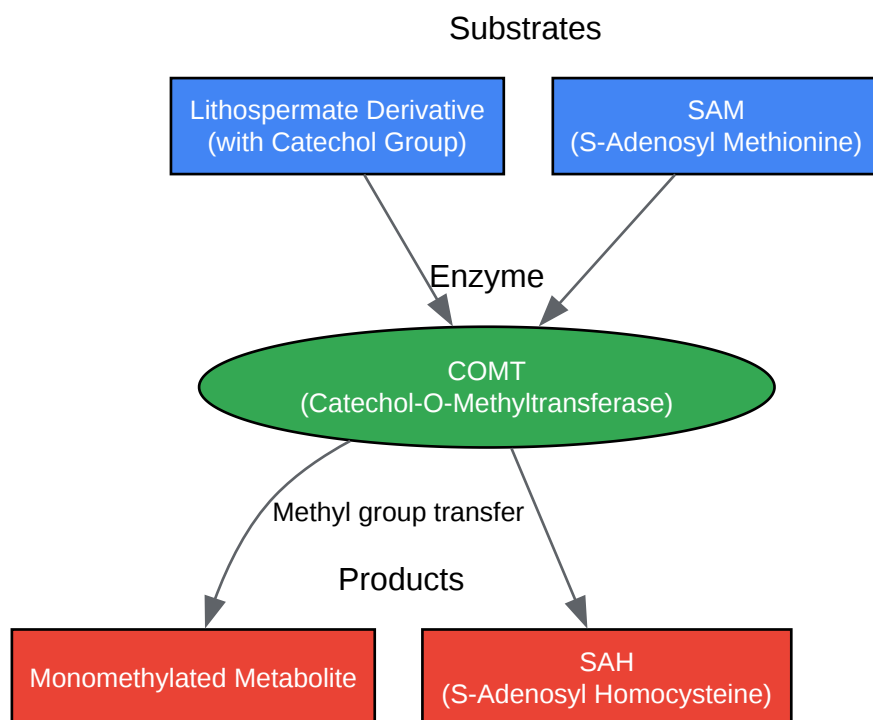 Substrates
Lithospermate Derivative
(with Catechol Group)
SAM
(S-Adenosyl Methionine)
Enzyme
COMT
(Catechol-O-Methyltransferase)
Methyl group transfer
Products
Monomethylated Metabolite
SAH
(S-Adenosyl Homocysteine)